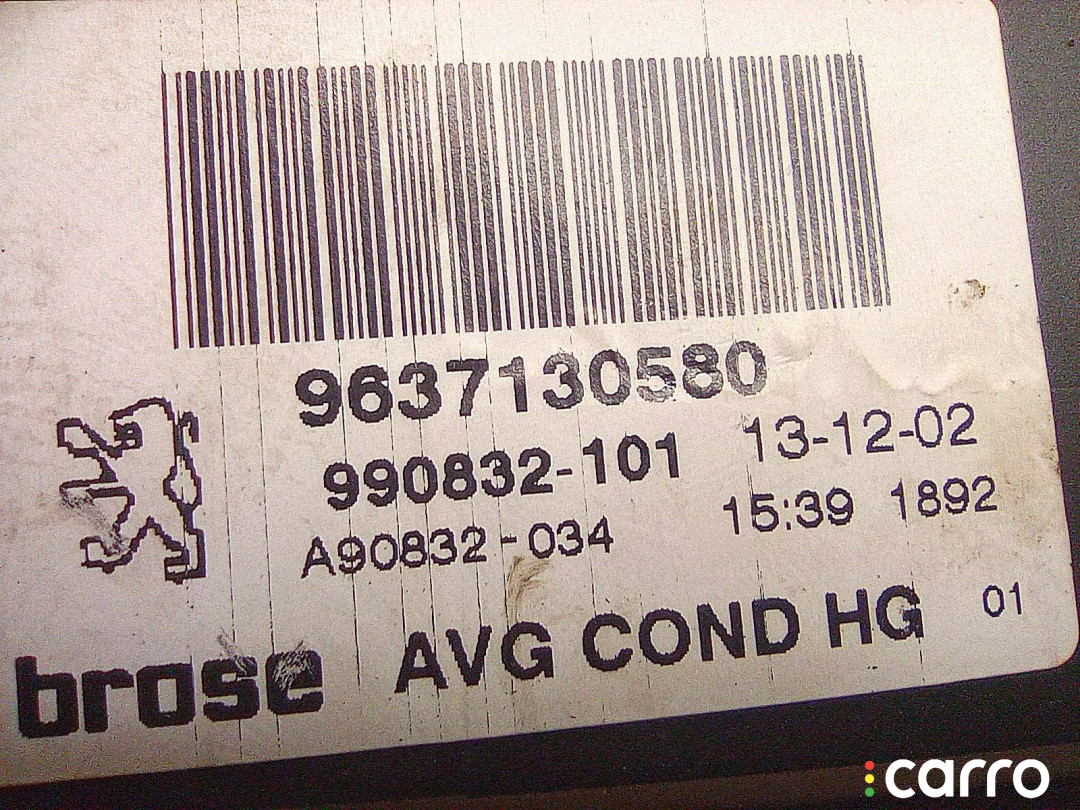 9637130580
990832-101 13-12-02
A90832-034 15:39 1892
brose AVG COND HG 01
carro